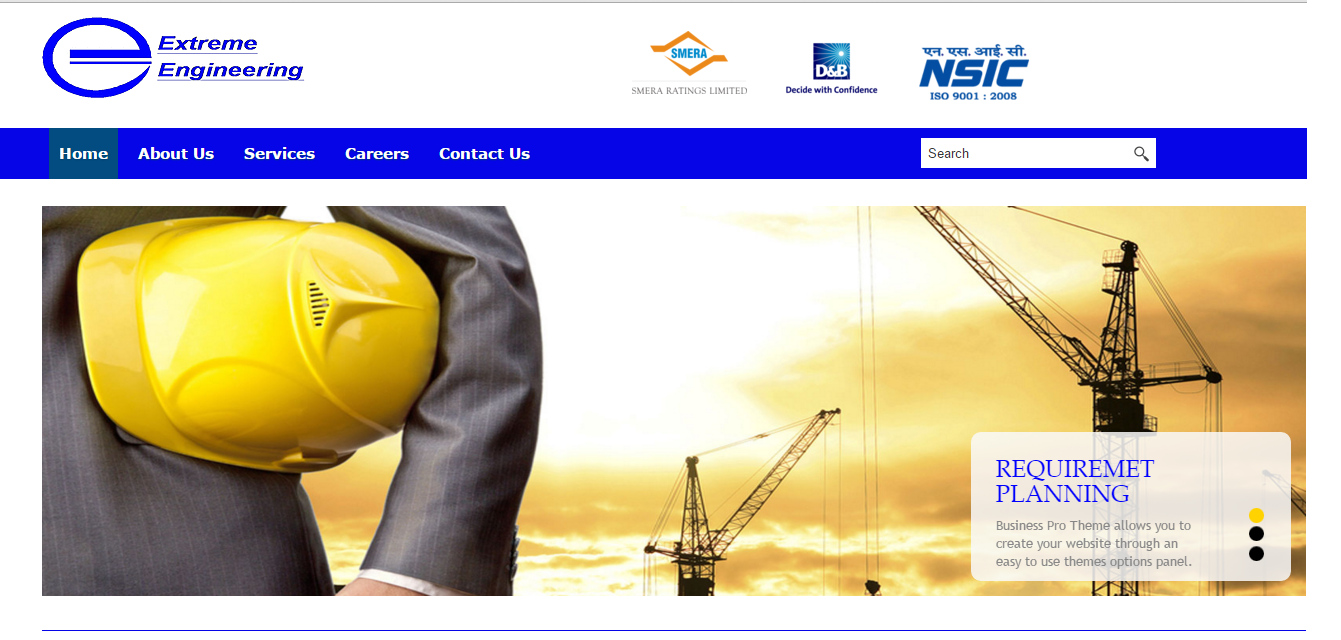 Extreme
Engineering
SMERA
SMERA RATINGS LIMITED
D&B
Decide with Confidence
एन. एस. आई. सी.
NSIC
ISO 9001 : 2008
Home About Us Services Careers Contact Us
Search
REQUIREMET
PLANNING
Business Pro Theme allows you to
create your website through an
easy to use themes options panel.